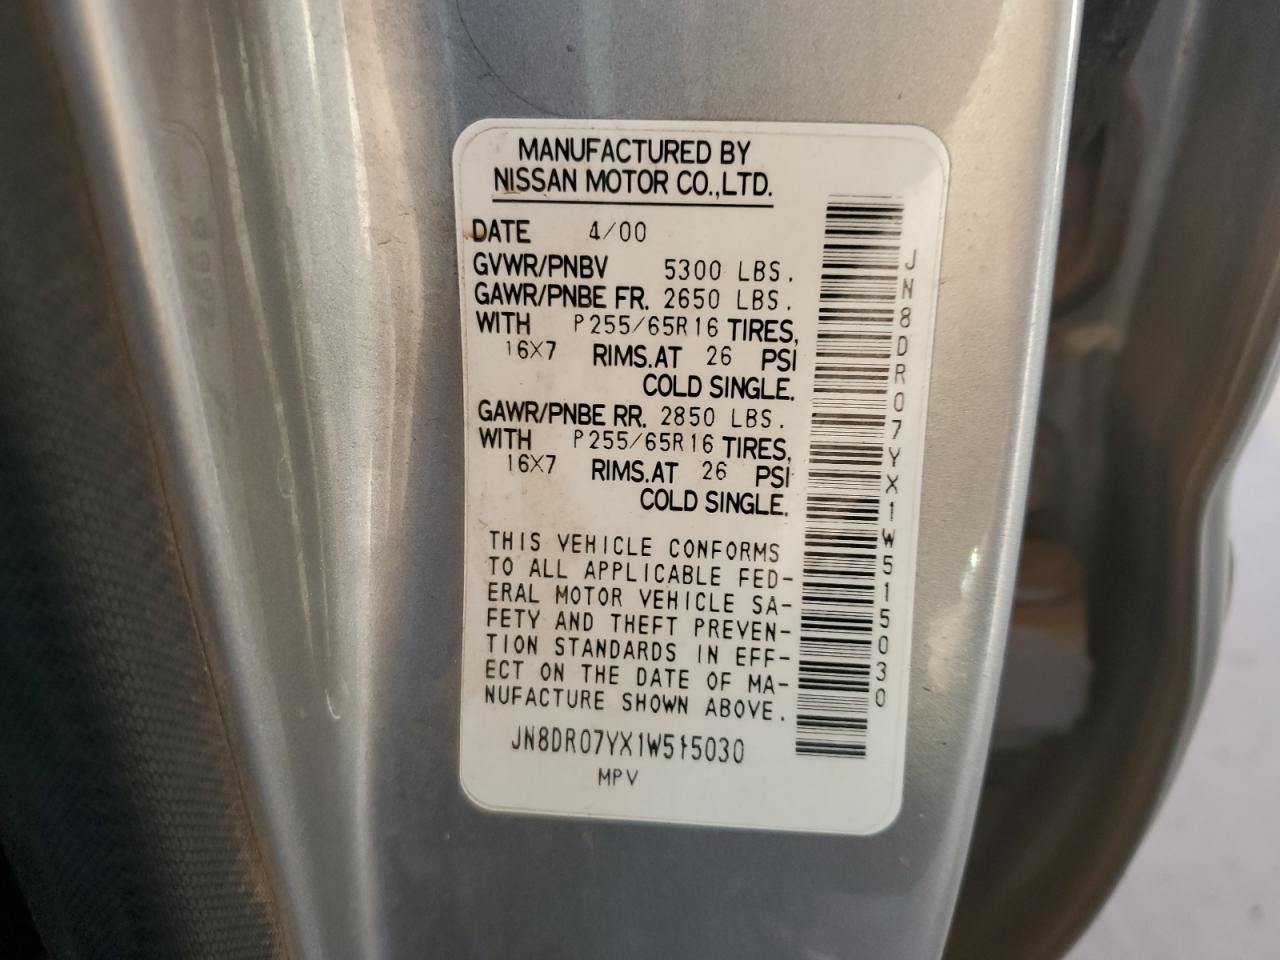 MANUFACTURED BY
NISSAN MOTOR CO.,LTD.
DATE 4/00
GVWR/PNBV 5300 LBS.
GAWR/PNBE FR. 2650 LBS.
WITH P255/65R16 TIRES,
16X7 RIMS.AT 26 PSI
COLD SINGLE.
GAWR/PNBE RR. 2850 LBS.
WITH P255/65R16 TIRES,
16X7 RIMS.AT 26 PSI
COLD SINGLE.
THIS VEHICLE CONFORMS
TO ALL APPLICABLE FED-
ERAL MOTOR VEHICLE SA-
FETY AND THEFT PREVEN-
TION STANDARDS IN EFF-
ECT ON THE DATE OF MA-
NUFACTURE SHOWN ABOVE.
JN8DR07YX1W515030
MPV
JN8DR07YX1W515030